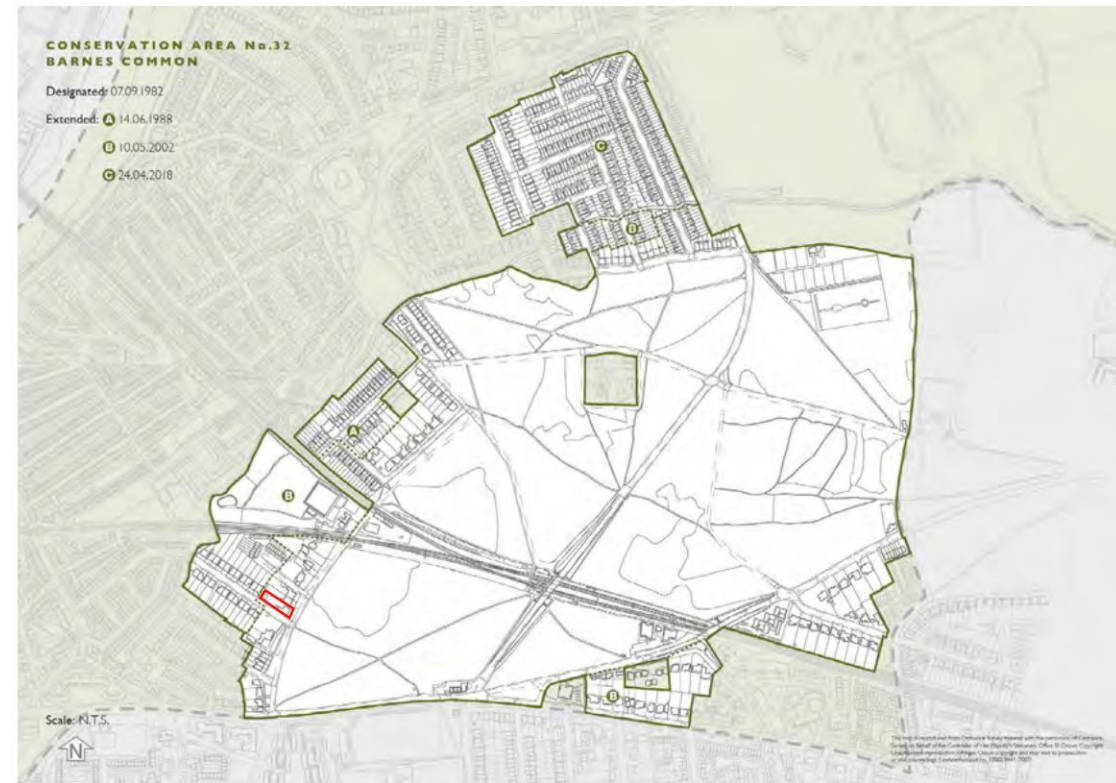 CONSERVATION AREA No.32
BARNES COMMON
Designated: 07.09.1982
Extended: A 14.06.1988
B 10.05.2002
C 24.04.2018
C
B
A
B
B
Scale: N.T.S.
N